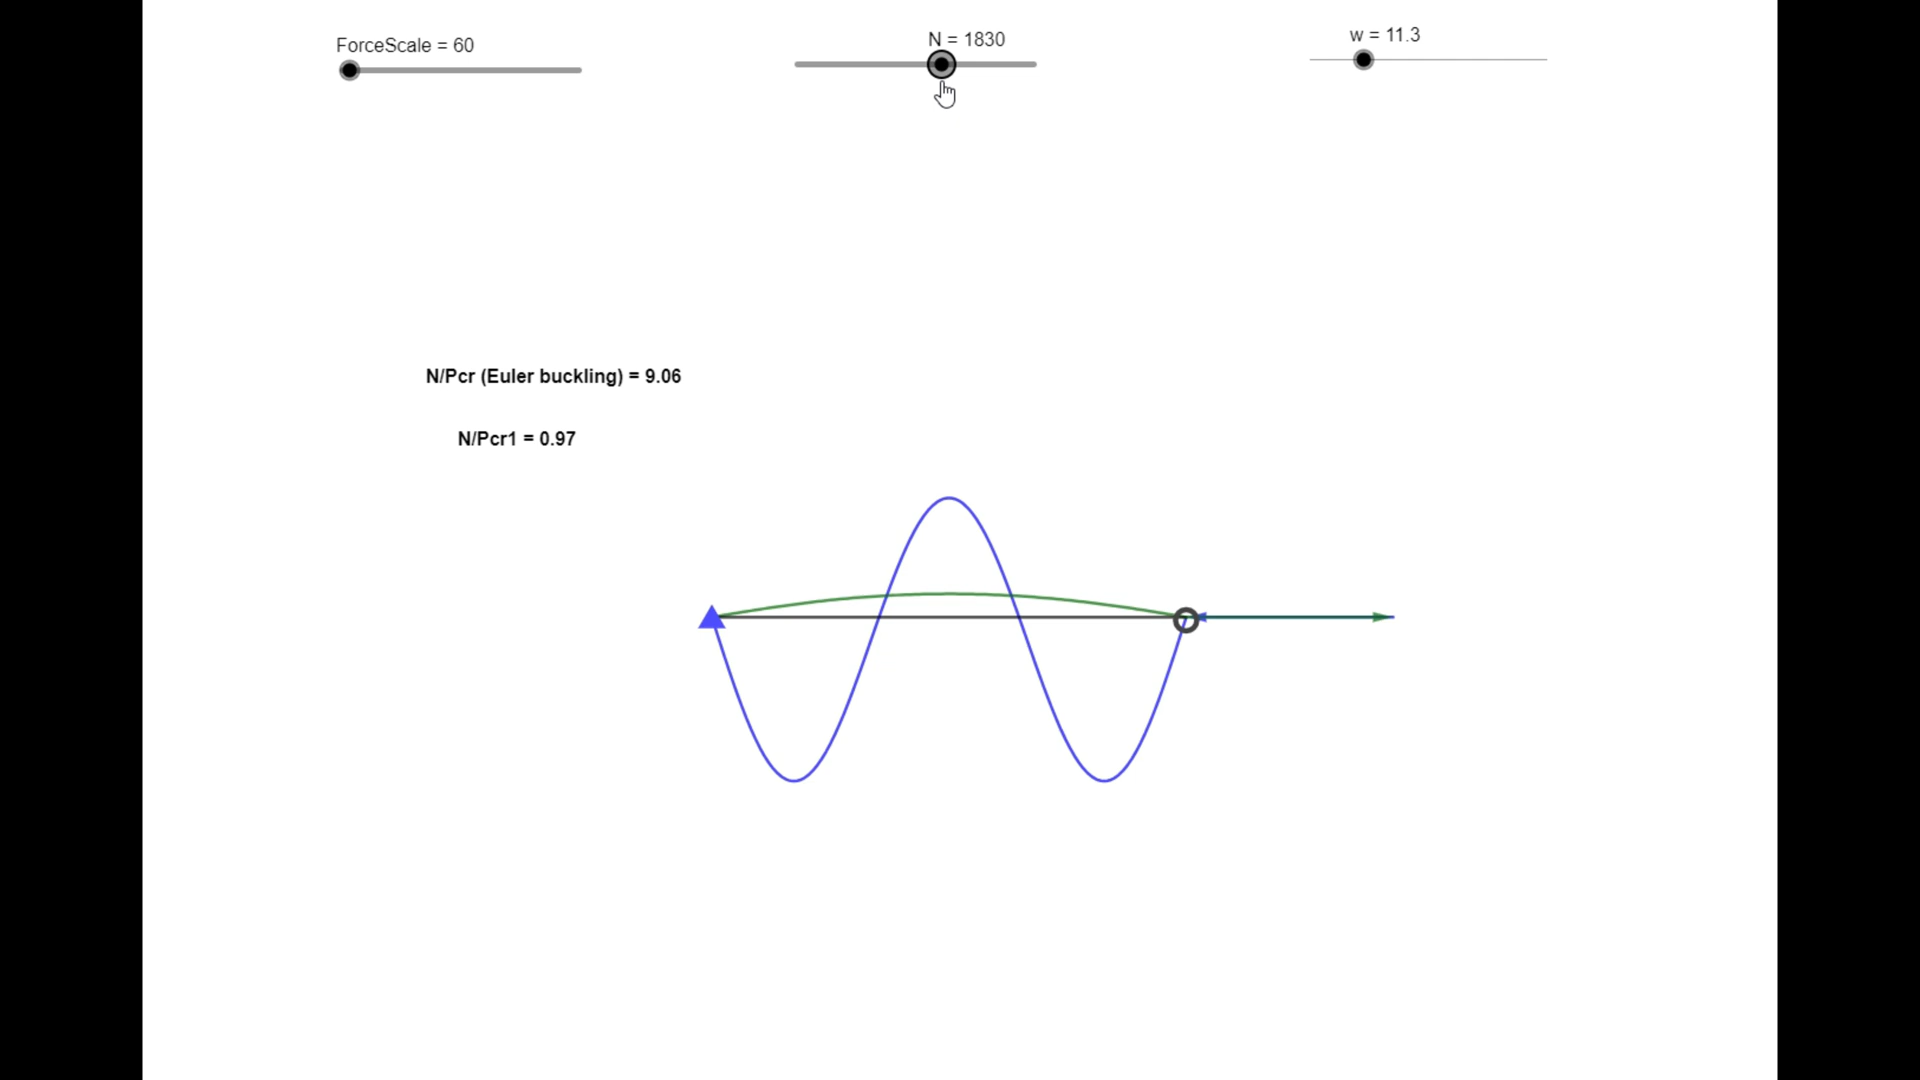 ForceScale = 60
N = 1830
w = 11.3
N/Pcr (Euler buckling) = 9.06
N/Pcr1 = 0.97